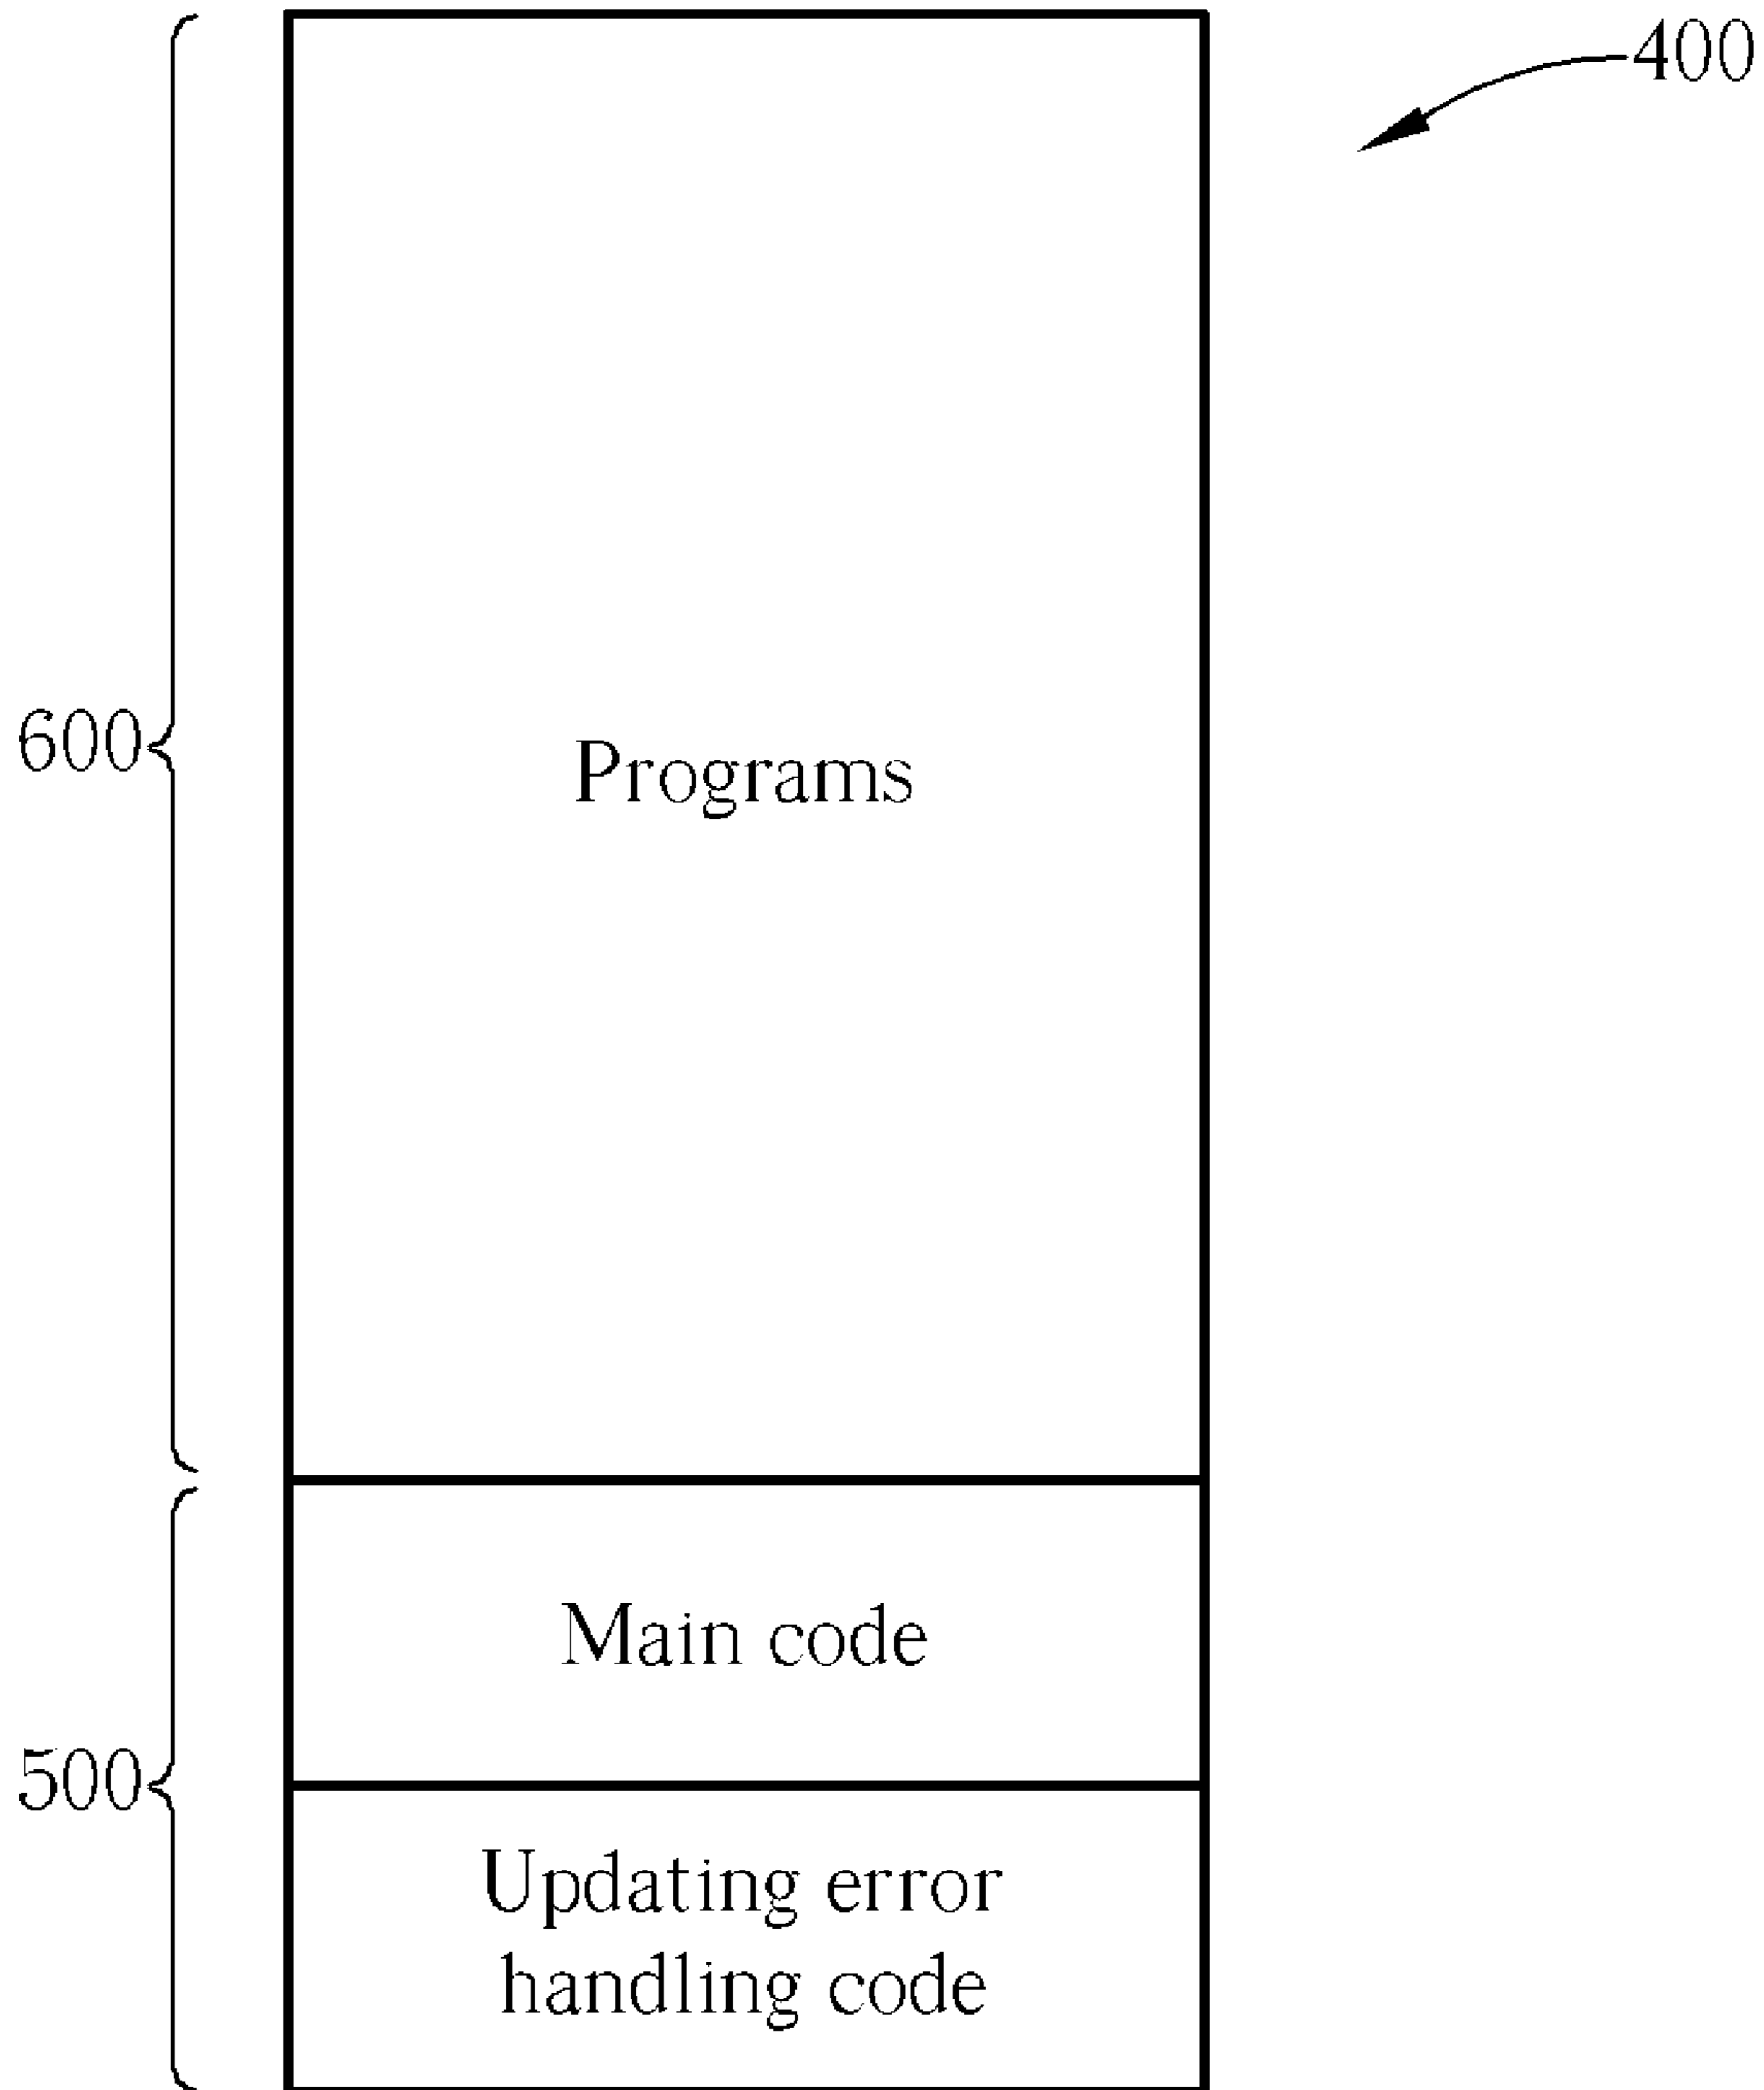 400
600
Programs
Main code
500
Updating error
handling code